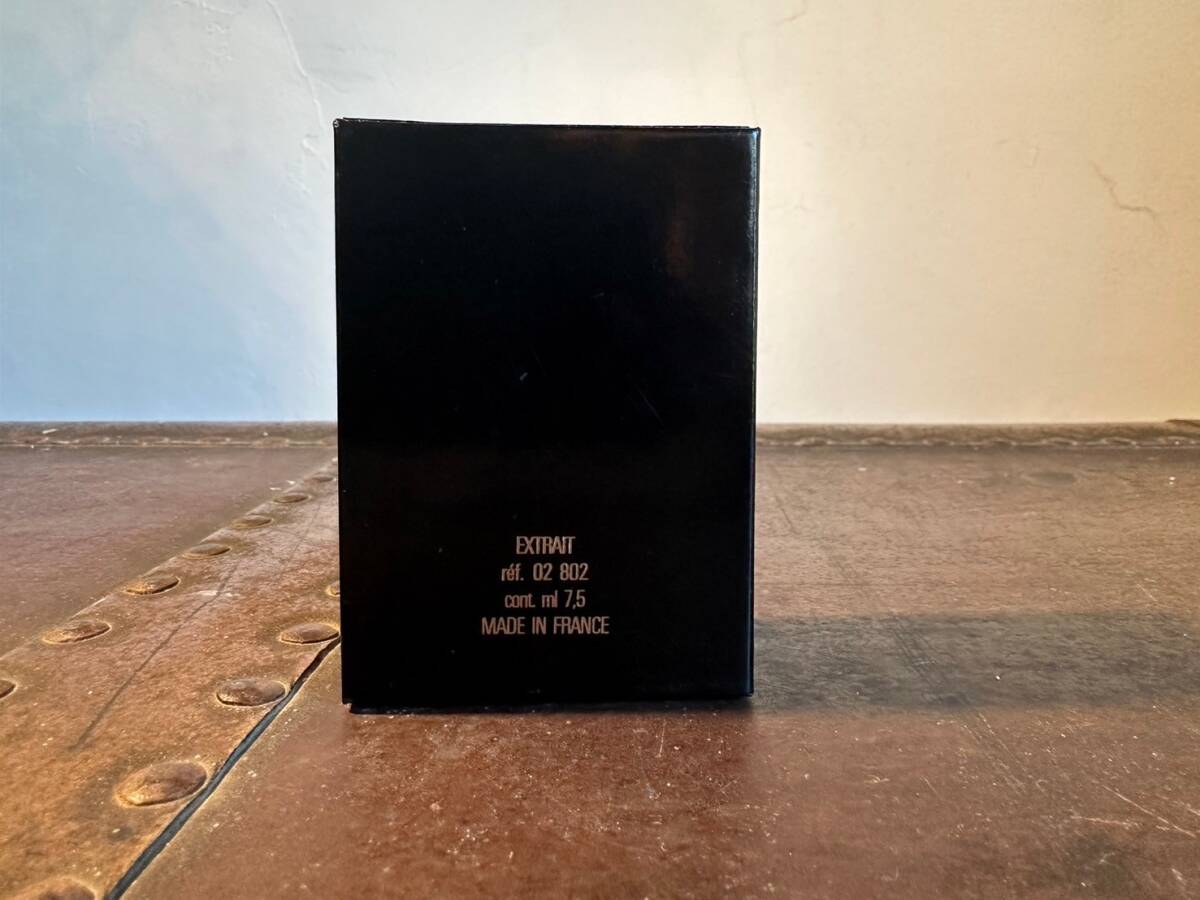 EXTRAIT
réf. 02 802
cont. ml 7,5
MADE IN FRANCE